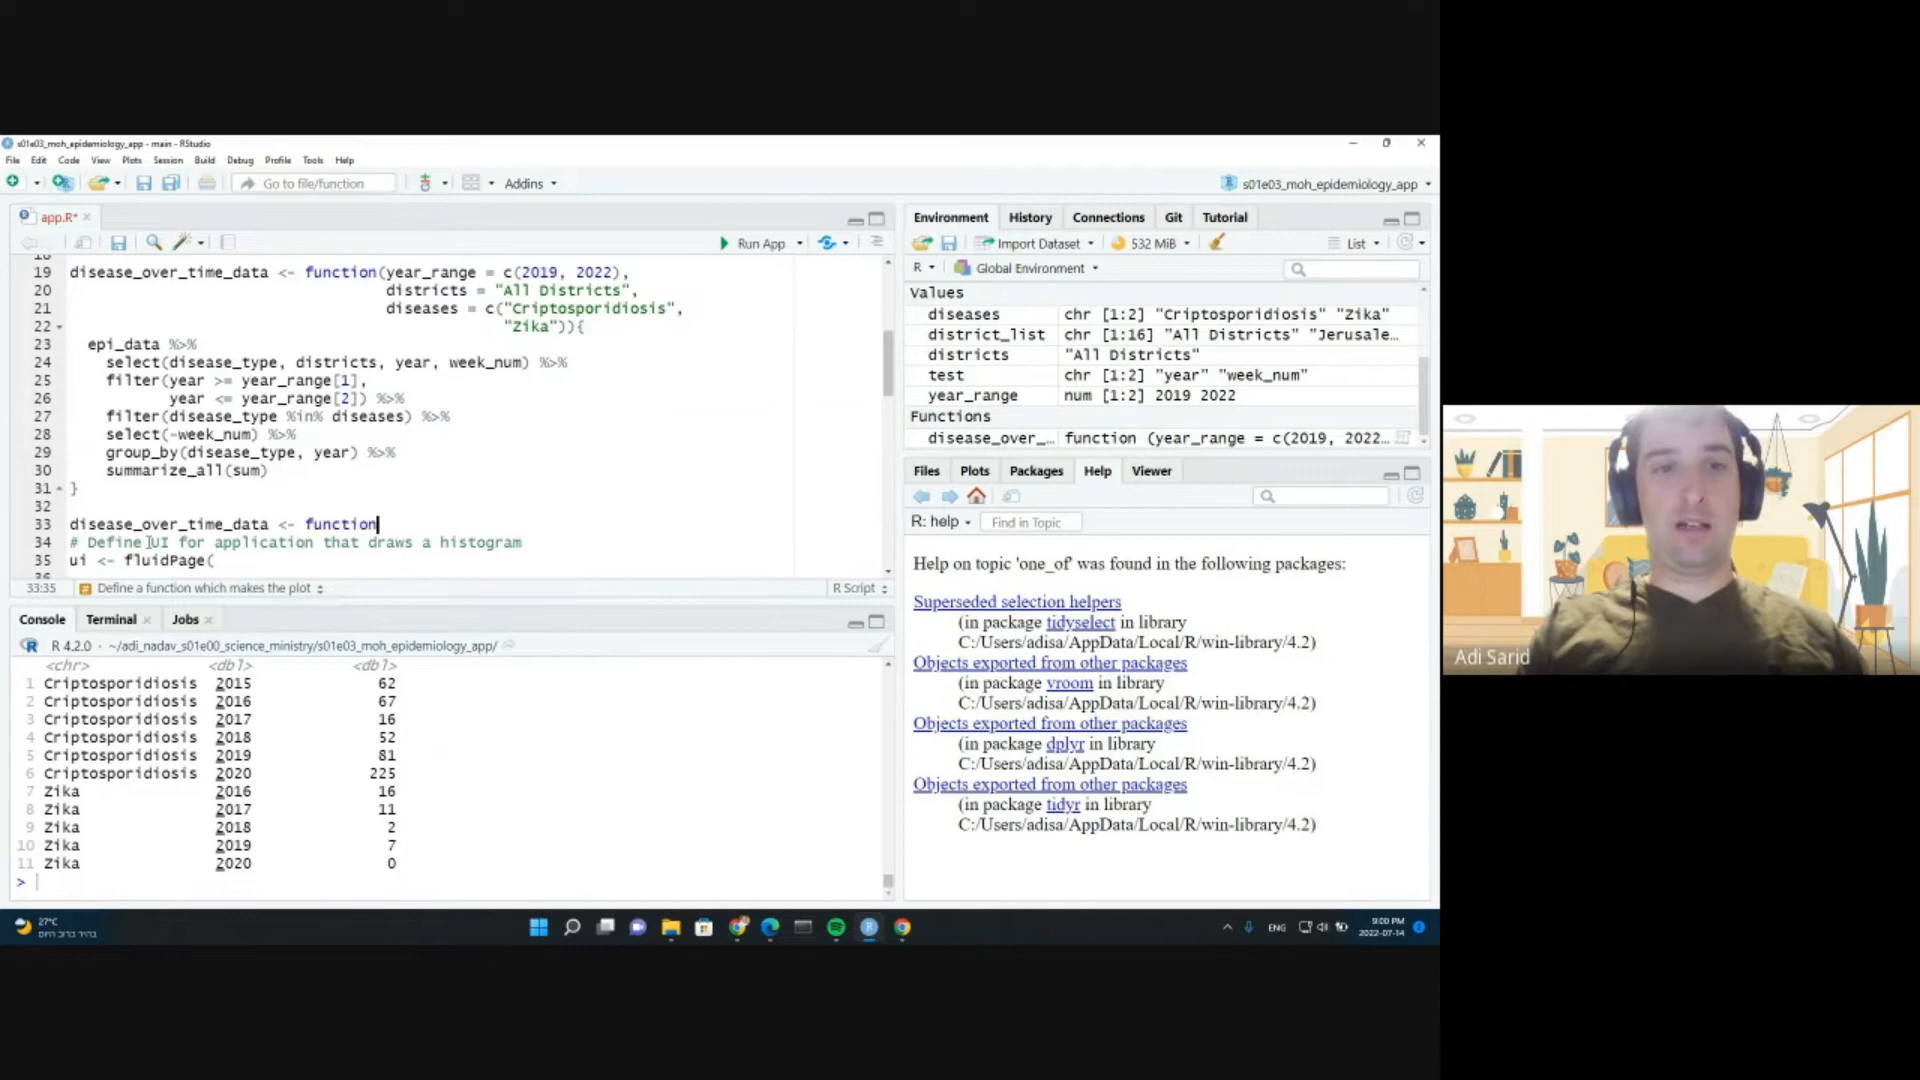 s01e03_moh_epidemiology_app - main - RStudio
File Edit Code View Plots Session Build Debug Profile Tools Help
Go to file/function
Addins
s01e03_moh_epidemiology_app
app.R*
Run App
18
19 disease_over_time_data <- function(year_range = c(2019, 2022),
20 districts = "All Districts",
21 diseases = c("Criptosporidiosis",
22 "Zika")){
23 epi_data %>%
24 select(disease_type, districts, year, week_num) %>%
25 filter(year >= year_range[1],
26 year <= year_range[2]) %>%
27 filter(disease_type %in% diseases) %>%
28 select(-week_num) %>%
29 group_by(disease_type, year) %>%
30 summarize_all(sum)
31 }
32
33 disease_over_time_data <- function
34 # Define UI for application that draws a histogram
35 ui <- fluidPage(
36
33:35 Define a function which makes the plot R Script
Console Terminal Jobs
R 4.2.0 · ~/adi_nadav_s01e00_science_ministry/s01e03_moh_epidemiology_app/
<chr> <dbl> <dbl>
1 Criptosporidiosis 2015 62
2 Criptosporidiosis 2016 67
3 Criptosporidiosis 2017 16
4 Criptosporidiosis 2018 52
5 Criptosporidiosis 2019 81
6 Criptosporidiosis 2020 225
7 Zika 2016 16
8 Zika 2017 11
9 Zika 2018 2
10 Zika 2019 7
11 Zika 2020 0
>
Environment History Connections Git Tutorial
Import Dataset 532 MiB List
R Global Environment
Values
diseases chr [1:2] "Criptosporidiosis" "Zika"
district_list chr [1:16] "All Districts" "Jerusale…
districts "All Districts"
test chr [1:2] "year" "week_num"
year_range num [1:2] 2019 2022
Functions
disease_over_… function (year_range = c(2019, 2022…
Files Plots Packages Help Viewer
R: help Find in Topic
Help on topic 'one_of' was found in the following packages:
Superseded selection helpers
(in package tidyselect in library
C:/Users/adisa/AppData/Local/R/win-library/4.2)
Objects exported from other packages
(in package vroom in library
C:/Users/adisa/AppData/Local/R/win-library/4.2)
Objects exported from other packages
(in package dplyr in library
C:/Users/adisa/AppData/Local/R/win-library/4.2)
Objects exported from other packages
(in package tidyr in library
C:/Users/adisa/AppData/Local/R/win-library/4.2)
Adi Sarid
27°C
ENG
9:00 PM
2022-07-14